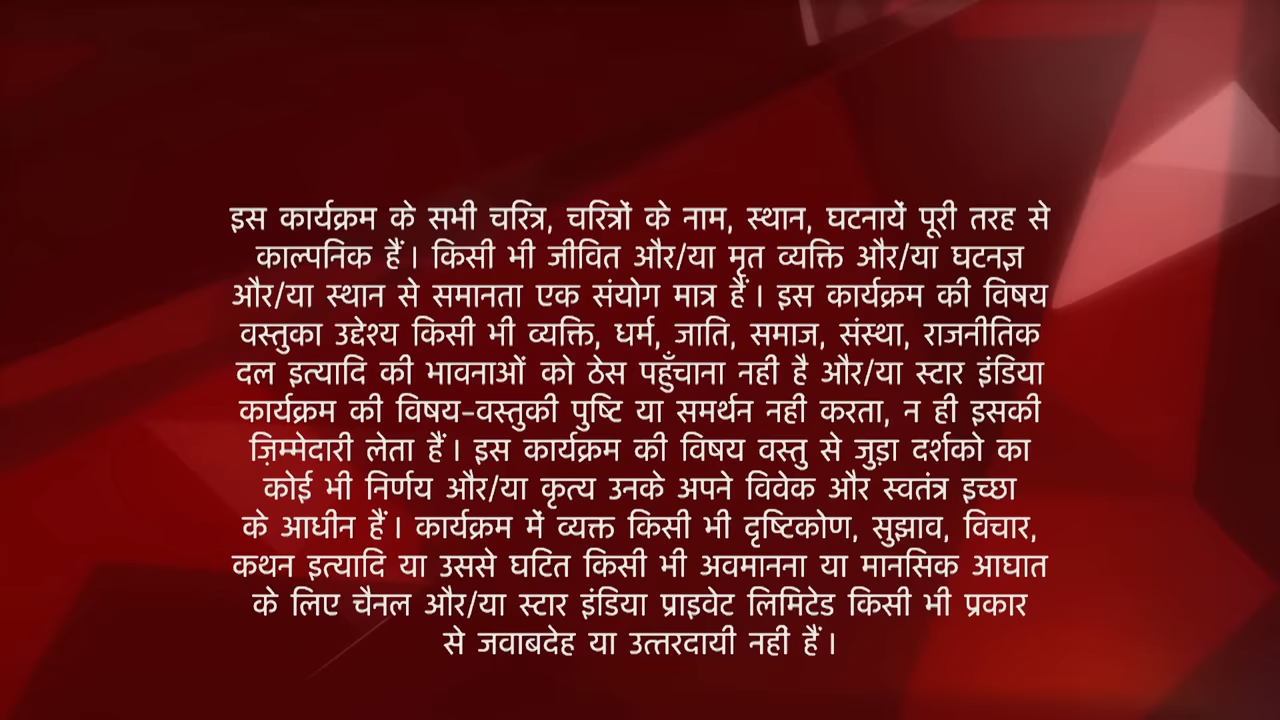 इस कार्यक्रम के सभी चरित्र, चरित्रों के नाम, स्थान, घटनायें पूरी तरह से
काल्पनिक हैं। किसी भी जीवित और/या मृत व्यक्ति और/या घटनज्ञ
और/या स्थान से समानता एक संयोग मात्र हैं। इस कार्यक्रम की विषय
वस्तुका उद्देश्य किसी भी व्यक्ति, धर्म, जाति, समाज, संस्था, राजनीतिक
दल इत्यादि की भावनाओं को ठेस पहुँचाना नही है और/या स्टार इंडिया
कार्यक्रम की विषय-वस्तुकी पुष्टि या समर्थन नही करता, न ही इसकी
ज़िम्मेदारी लेता हैं। इस कार्यक्रम की विषय वस्तु से जुड़ा दर्शको का
कोई भी निर्णय और/या कृत्य उनके अपने विवेक और स्वतंत्र इच्छा
के आधीन हैं। कार्यक्रम में व्यक्त किसी भी दृष्टिकोण, सुझाव, विचार,
कथन इत्यादि या उससे घटित किसी भी अवमानना या मानसिक आघात
के लिए चैनल और/या स्टार इंडिया प्राइवेट लिमिटेड किसी भी प्रकार
से जवाबदेह या उत्तरदायी नही हैं।